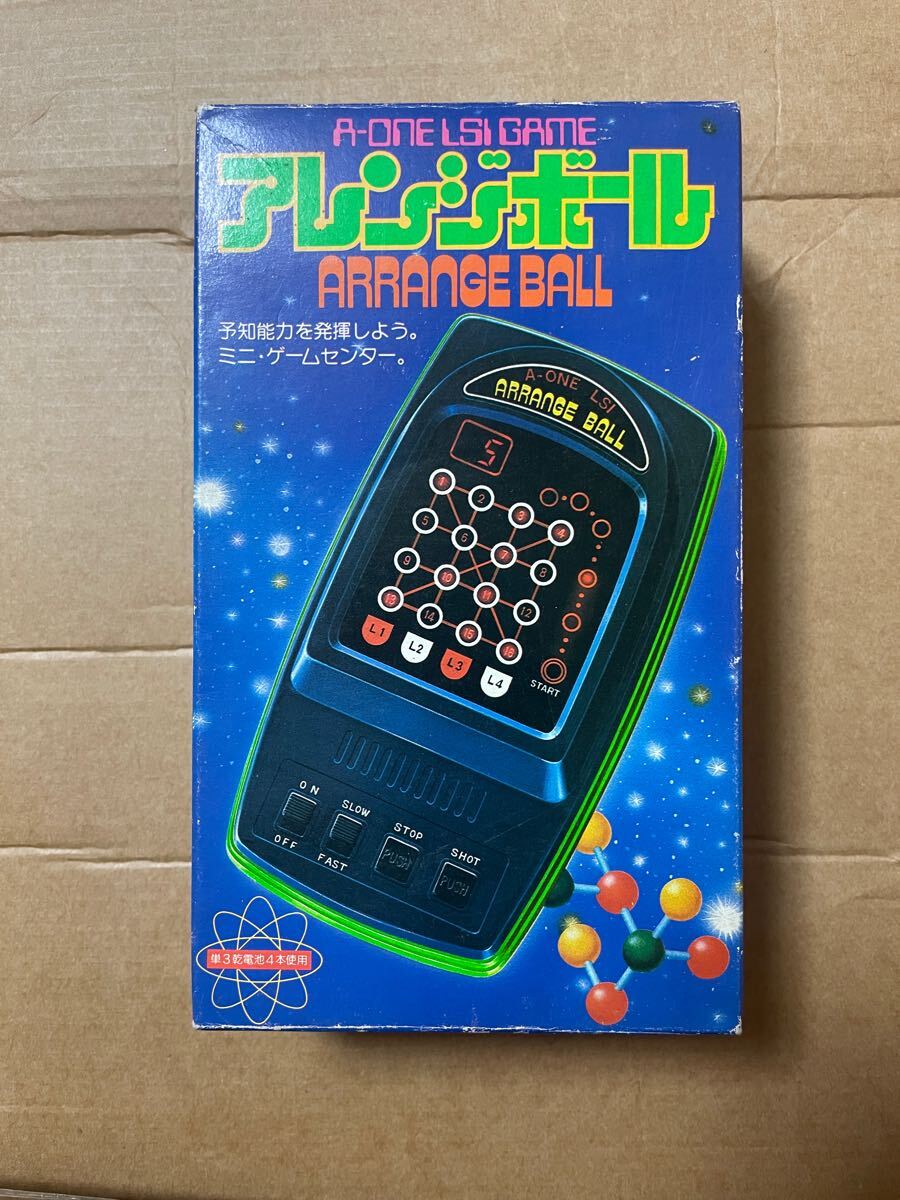 A-ONE LSI GAME
アレンジボール
ARRANGE BALL
予知能力を発揮しよう。
ミニ・ゲームセンター。
A-ONE LSI
ARRANGE BALL
5
1 2 3 4
5 6 7 8
9 10 11 12
13 14 15 16
L1 L2 L3 L4
START
ON SLOW STOP SHOT
OFF FAST PUSH PUSH
単3乾電池4本使用